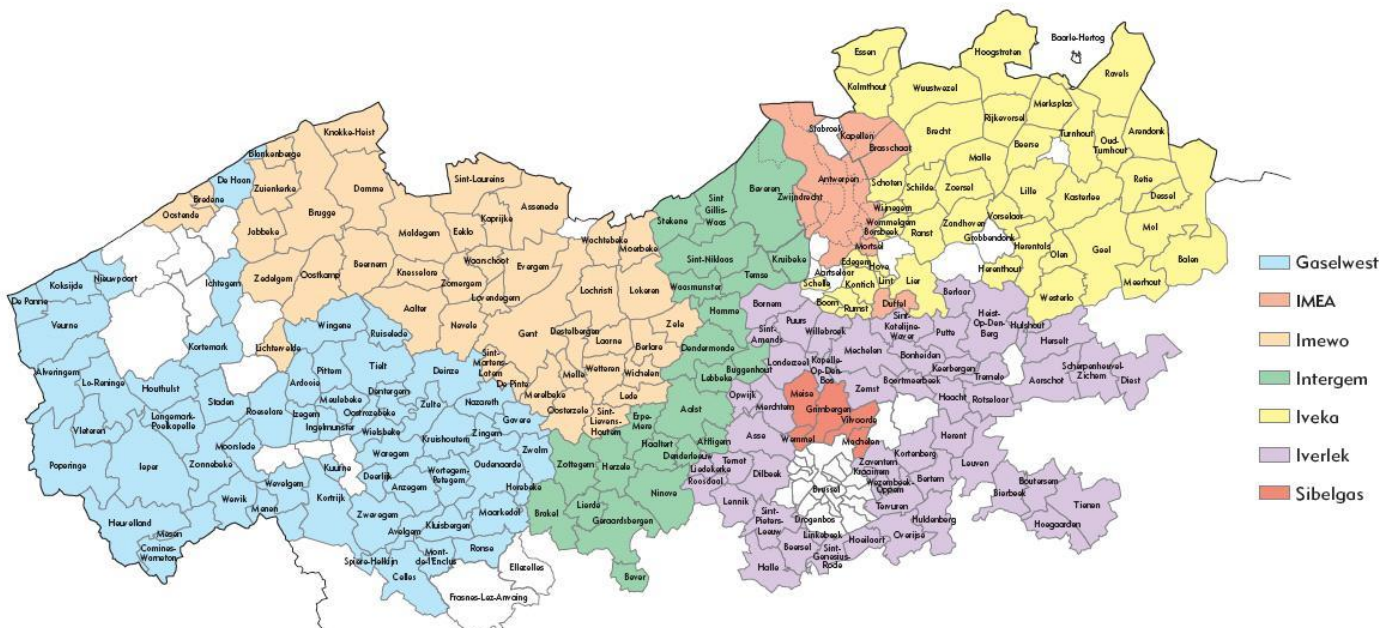 Essen
Kalmthout
Wuustwezel
Hoogstraten
Baarle-Hertog
Ravels
Merksplas
Rijkevorsel
Turnhout
Oud-
Turnhout
Arendonk
Beerse
Brecht
Malle
Stabroek
Kapellen
Brasschaat
Antwerpen
Zwijndrecht
Schoten
Schilde
Zoersel
Lille
Kasterlee
Retie
Dessel
Mol
Balen
Wijnegem
Wommelgem
Borsbeek
Ranst
Zandhoven
Vorselaar
Grobbendonk
Herentals
Olen
Geel
Meerhout
Westerlo
Herenthout
Mortsel
Edegem
Hove
Lint
Lier
Kontich
Aartselaar
Schelle
Boom
Rumst
Duffel
Knokke-Heist
Blankenberge
De Haan
Zuienkerke
Bredene
Oostende
Brugge
Damme
Jabbeke
Zedelgem
Oostkamp
Beernem
Maldegem
Sint-Laureins
Eeklo
Kaprijke
Assenede
Knesselare
Waarschoot
Zomergem
Evergem
Lovendegem
Aalter
Nevele
Wachtebeke
Moerbeke
Lochristi
Lokeren
Gent
Destelbergen
Laarne
Zele
Berlare
Wetteren
Wichelen
Melle
Merelbeke
Lede
Oosterzele
Sint-
Lievens-
Houtem
Sint-
Martens-
Latem
De Pinte
Lichtervelde
Stekene
Sint
Gillis-
Waas
Beveren
Sint-Niklaas
Kruibeke
Temse
Waasmunster
Hamme
Dendermonde
Buggenhout
Lebbeke
Aalst
Erpe-
Mere
Haaltert
Affligem
Denderleeuw
Liedekerke
Roosdaal
Zottegem
Herzele
Ninove
Lierde
Geraardsbergen
Brakel
Bever
Koksijde
Nieuwpoort
De Panne
Veurne
Ichtegem
Kortemark
Alveringem
Lo-Reninge
Houthulst
Staden
Langemark-
Poelkapelle
Vleteren
Poperinge
Ieper
Zonnebeke
Moorslede
Roeselare
Heuvelland
Mesen
Comines-
Warneton
Wervik
Menen
Wevelgem
Kortrijk
Kuurne
Wingene
Ruiselede
Tielt
Pittem
Ardooie
Meulebeke
Dentergem
Izegem
Ingelmunster
Oostrozebeke
Wielsbeke
Waregem
Deerlijk
Anzegem
Zwevegem
Avelgem
Spiere-Helkijn
Deinze
Zulte
Nazareth
Gavere
Zingem
Kruishoutem
Wortegem-
Petegem
Oudenaarde
Zwalm
Horebeke
Maarkedal
Kluisbergen
Ronse
Mont-
de-l'Enclus
Celles
Ellezelles
Frasnes-Lez-Anvaing
Bornem
Puurs
Sint-
Amands
Willebroek
Londerzeel
Kapelle-
Op-Den-
Bos
Mechelen
Sint-
Katelijne-
Waver
Putte
Berlaar
Heist-
Op-Den-
Berg
Hulshout
Herselt
Bonheiden
Keerbergen
Boortmeerbeek
Tremelo
Haacht
Rotselaar
Aarschot
Scherpenheuvel-
Zichem
Diest
Zemst
Opwijk
Merchtem
Meise
Grimbergen
Vilvoorde
Wemmel
Machelen
Asse
Ternat
Dilbeek
Lennik
Sint-
Pieters-
Leeuw
Brussel
Drogenbos
Linkebeek
Beersel
Sint-
Genesius-
Rode
Halle
Hoeilaart
Overijse
Huldenberg
Tervuren
Zaventem
Kraainem
Wezembeek-
Oppem
Kortenberg
Herent
Leuven
Bertem
Bierbeek
Boutersem
Tienen
Hoegaarden
Gaselwest
IMEA
Imewo
Intergem
Iveka
Iverlek
Sibelgas